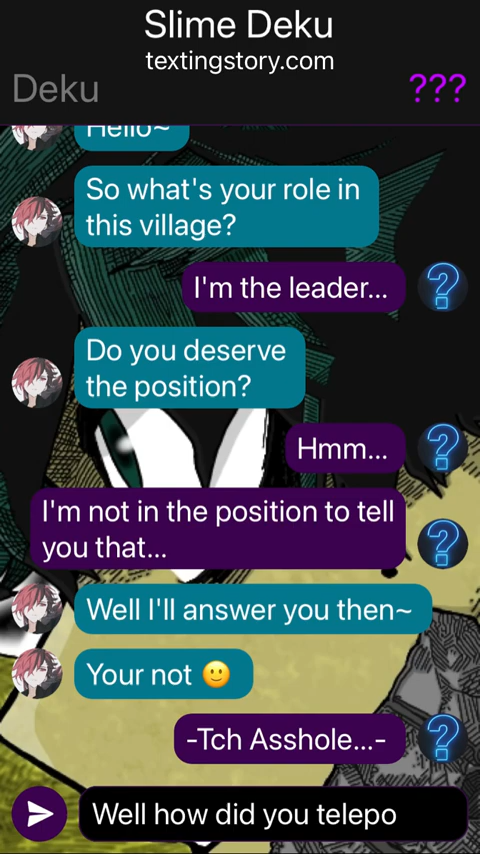 Slime Deku
textingstory.com
Deku
???
Hello~
So what's your role in
this village?
I'm the leader...
Do you deserve
the position?
Hmm...
I'm not in the position to tell
you that...
Well I'll answer you then~
Your not 🙂
-Tch Asshole...-
Well how did you telepo